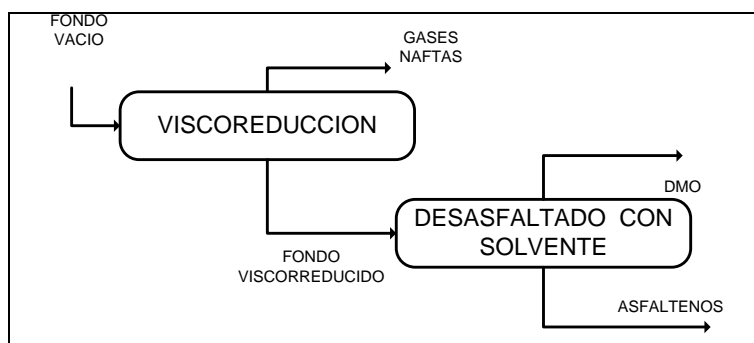 FONDO
VACIO
GASES
NAFTAS
VISCOREDUCCION
DMO
DESASFALTADO CON
SOLVENTE
FONDO
VISCORREDUCIDO
ASFALTENOS